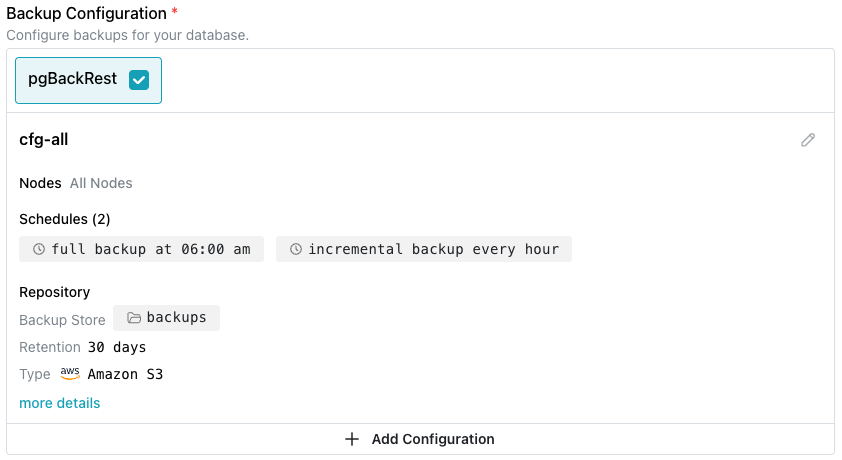 Backup Configuration *
Configure backups for your database.
pgBackRest
cfg-all
Nodes All Nodes
Schedules (2)
full backup at 06:00 am incremental backup every hour
Repository
Backup Store backups
Retention 30 days
Type aws Amazon S3
more details
+ Add Configuration